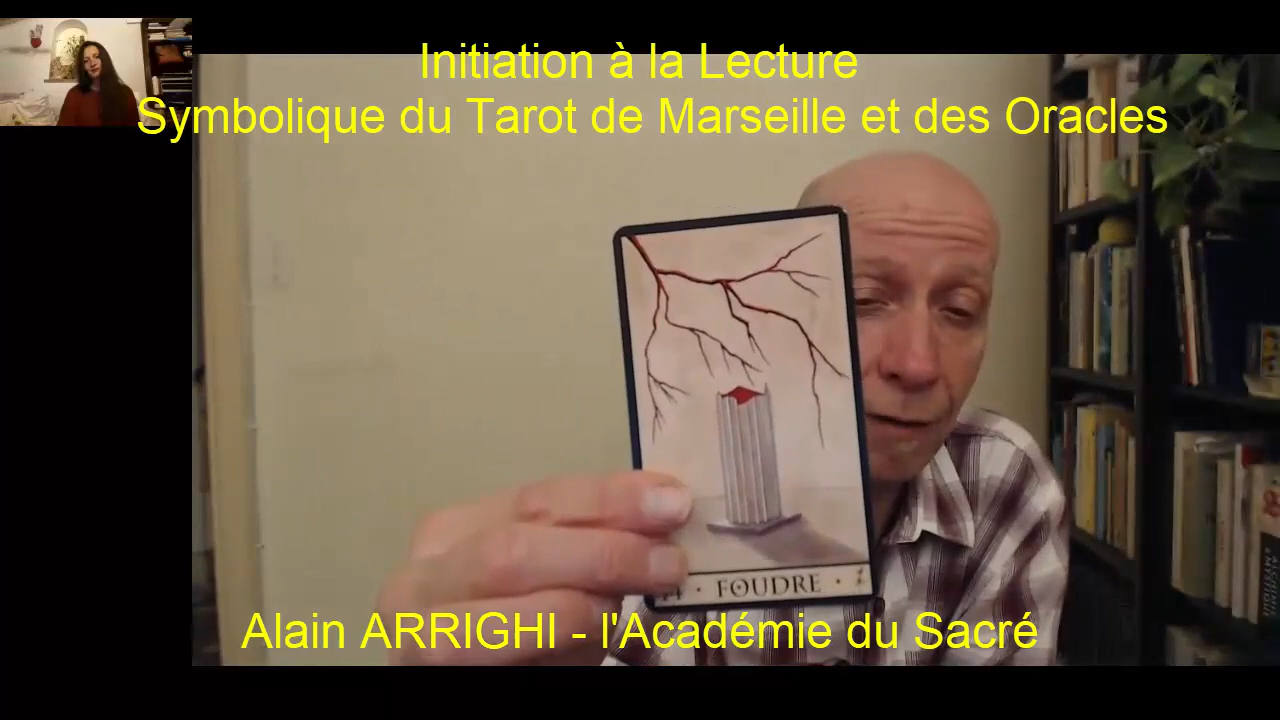 Initiation à la Lecture
Symbolique du Tarot de Marseille et des Oracles
· FOUDRE ·
Alain ARRIGHI - l'Académie du Sacré